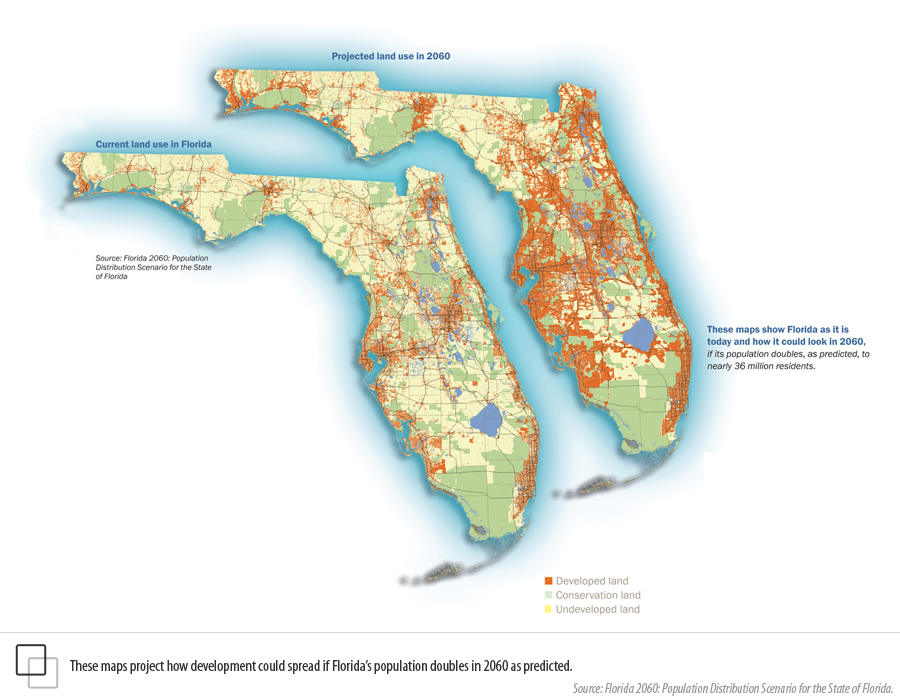 Projected land use in 2060
Current land use in Florida
Source: Florida 2060: Population
Distribution Scenario for the State
of Florida
These maps show Florida as it is
today and how it could look in 2060,
if its population doubles, as predicted, to
nearly 36 million residents.
Developed land
Conservation land
Undeveloped land
These maps project how development could spread if Florida's population doubles in 2060 as predicted.
Source: Florida 2060: Population Distribution Scenario for the State of Florida.